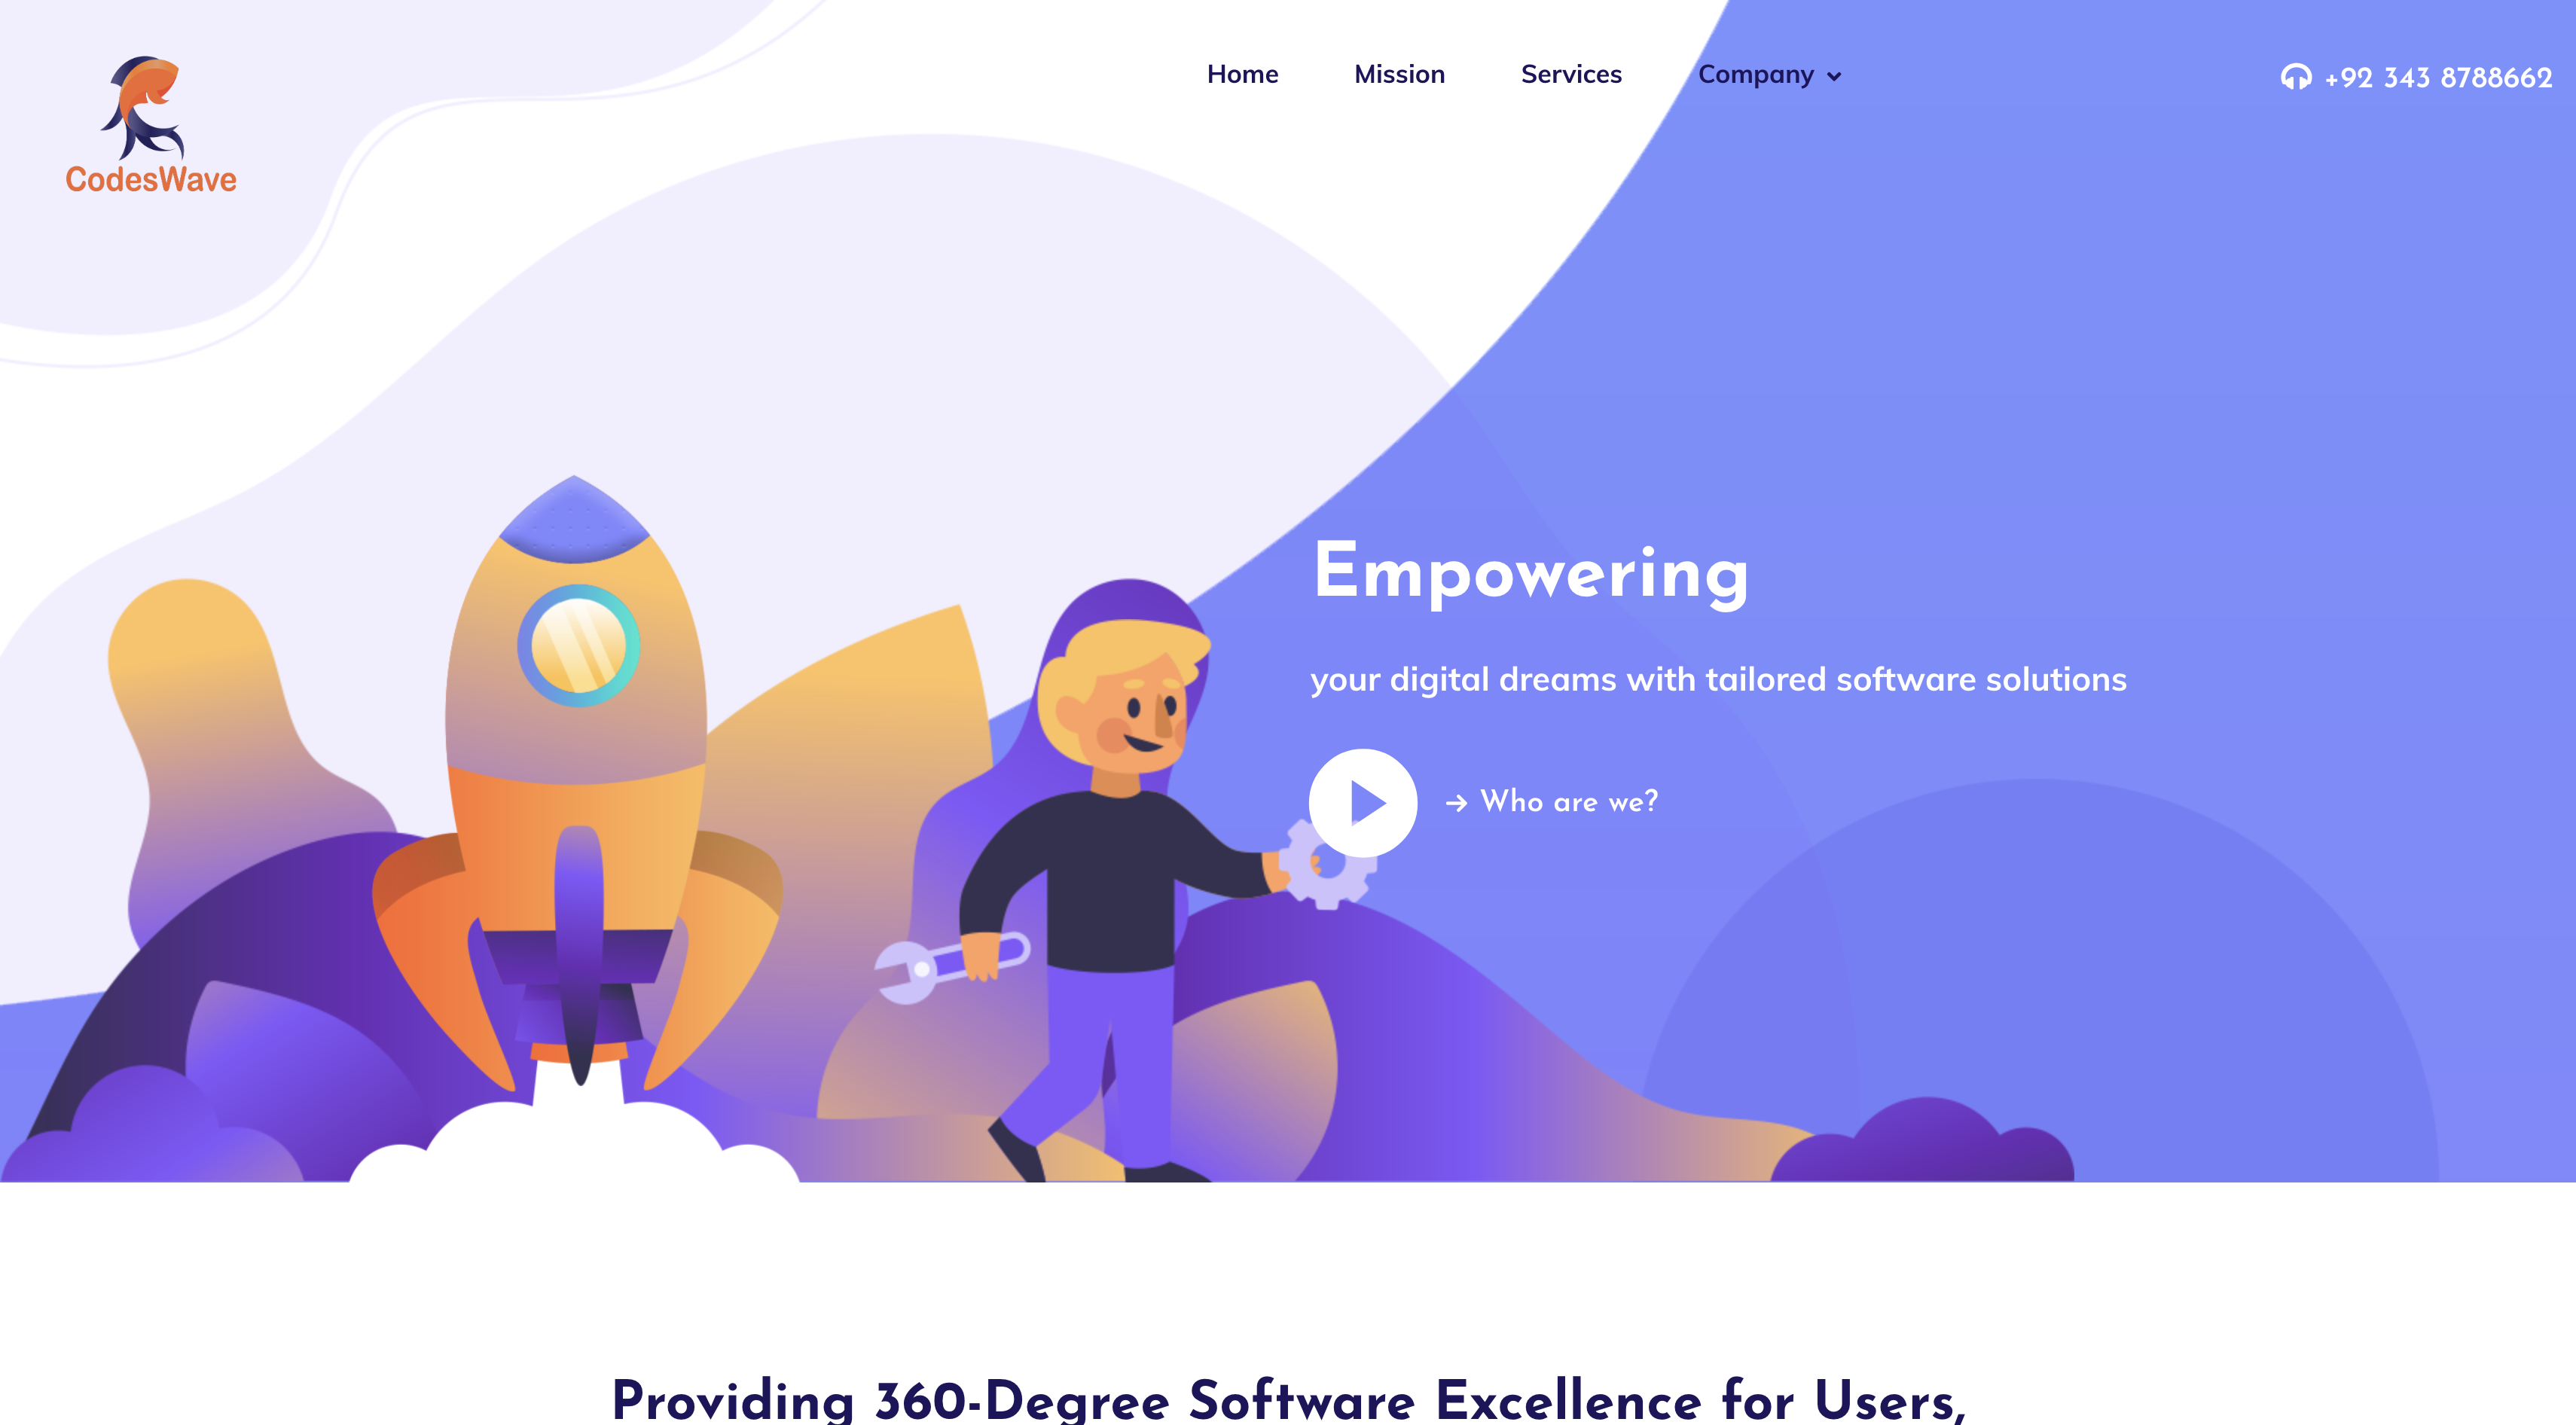 Home
Mission
Services
Company
+92 343 8788662
CodesWave
Empowering
your digital dreams with tailored software solutions
→ Who are we?
Providing 360-Degree Software Excellence for Users,